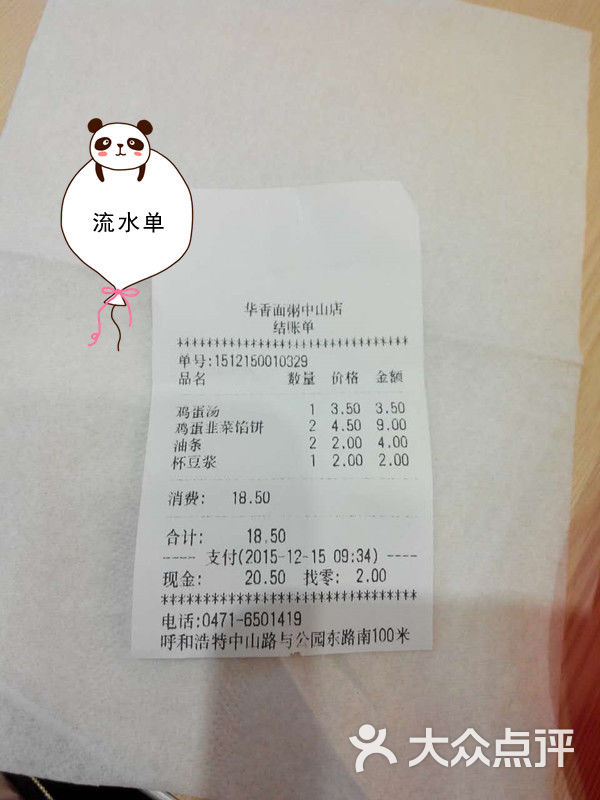 流水单
华香面粥中山店
结账单
************************************
单号:1512150010329
品名 数量 价格 金额
鸡蛋汤 1 3.50 3.50
鸡蛋韭菜馅饼 2 4.50 9.00
油条 2 2.00 4.00
杯豆浆 1 2.00 2.00
消费: 18.50
合计: 18.50
----- 支付(2015-12-15 09:34) ----
现金: 20.50 找零: 2.00
************************************
电话:0471-6501419
呼和浩特中山路与公园东路南100米
大众点评